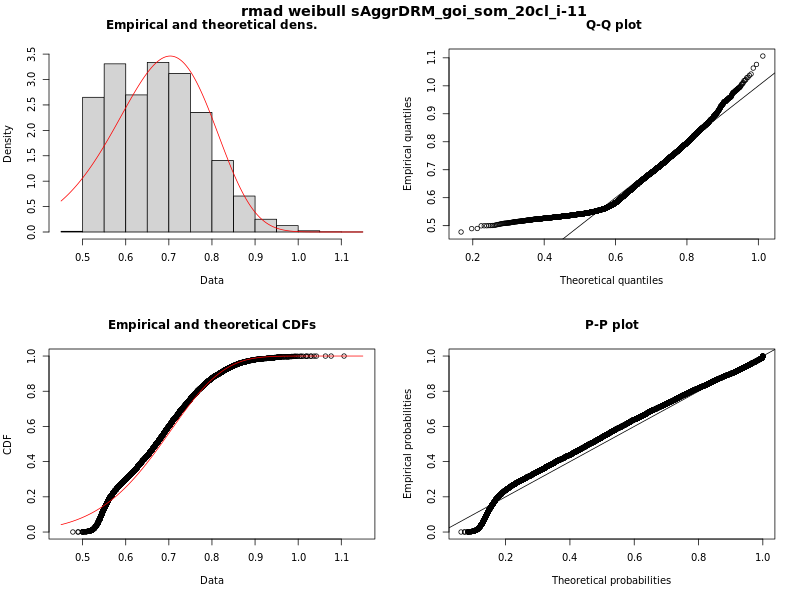 rmad weibull sAggrDRM_goi_som_20cl_i-11
Empirical and theoretical dens.
Density
0.0 0.5 1.0 1.5 2.0 2.5 3.0 3.5
0.5 0.6 0.7 0.8 0.9 1.0 1.1
Data
Q-Q plot
Empirical quantiles
0.5 0.6 0.7 0.8 0.9 1.0 1.1
0.2 0.4 0.6 0.8 1.0
Theoretical quantiles
Empirical and theoretical CDFs
CDF
0.0 0.2 0.4 0.6 0.8 1.0
0.5 0.6 0.7 0.8 0.9 1.0 1.1
Data
P-P plot
Empirical probabilities
0.0 0.2 0.4 0.6 0.8 1.0
0.2 0.4 0.6 0.8 1.0
Theoretical probabilities